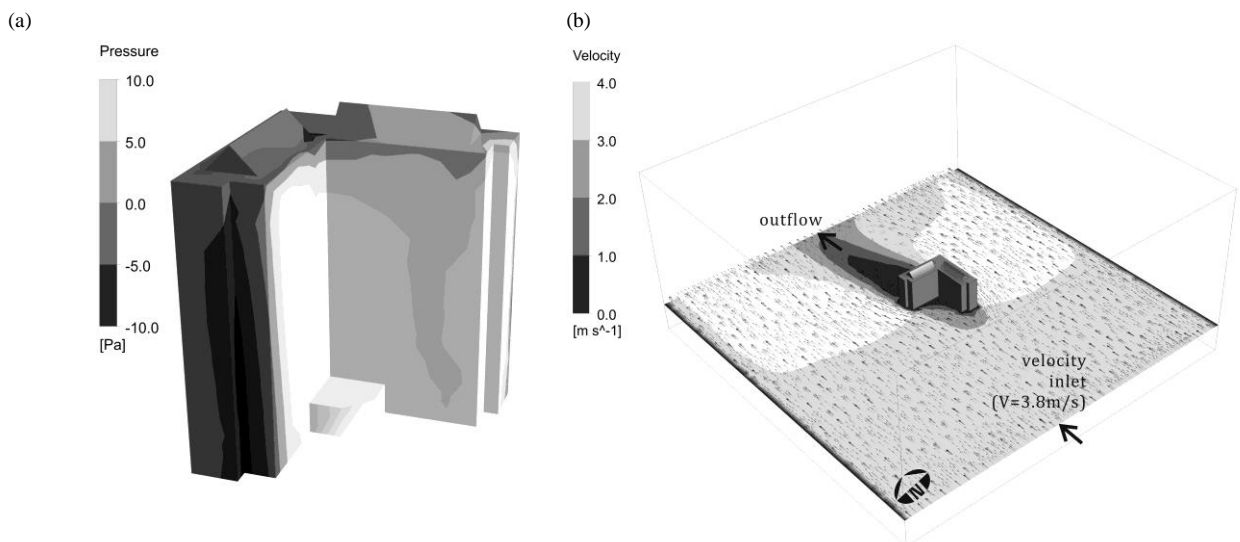 (a)
Pressure
10.0
5.0
0.0
-5.0
-10.0
[Pa]
(b)
Velocity
4.0
3.0
2.0
1.0
0.0
[m s^-1]
outflow
velocity
inlet
(V=3.8m/s)
N